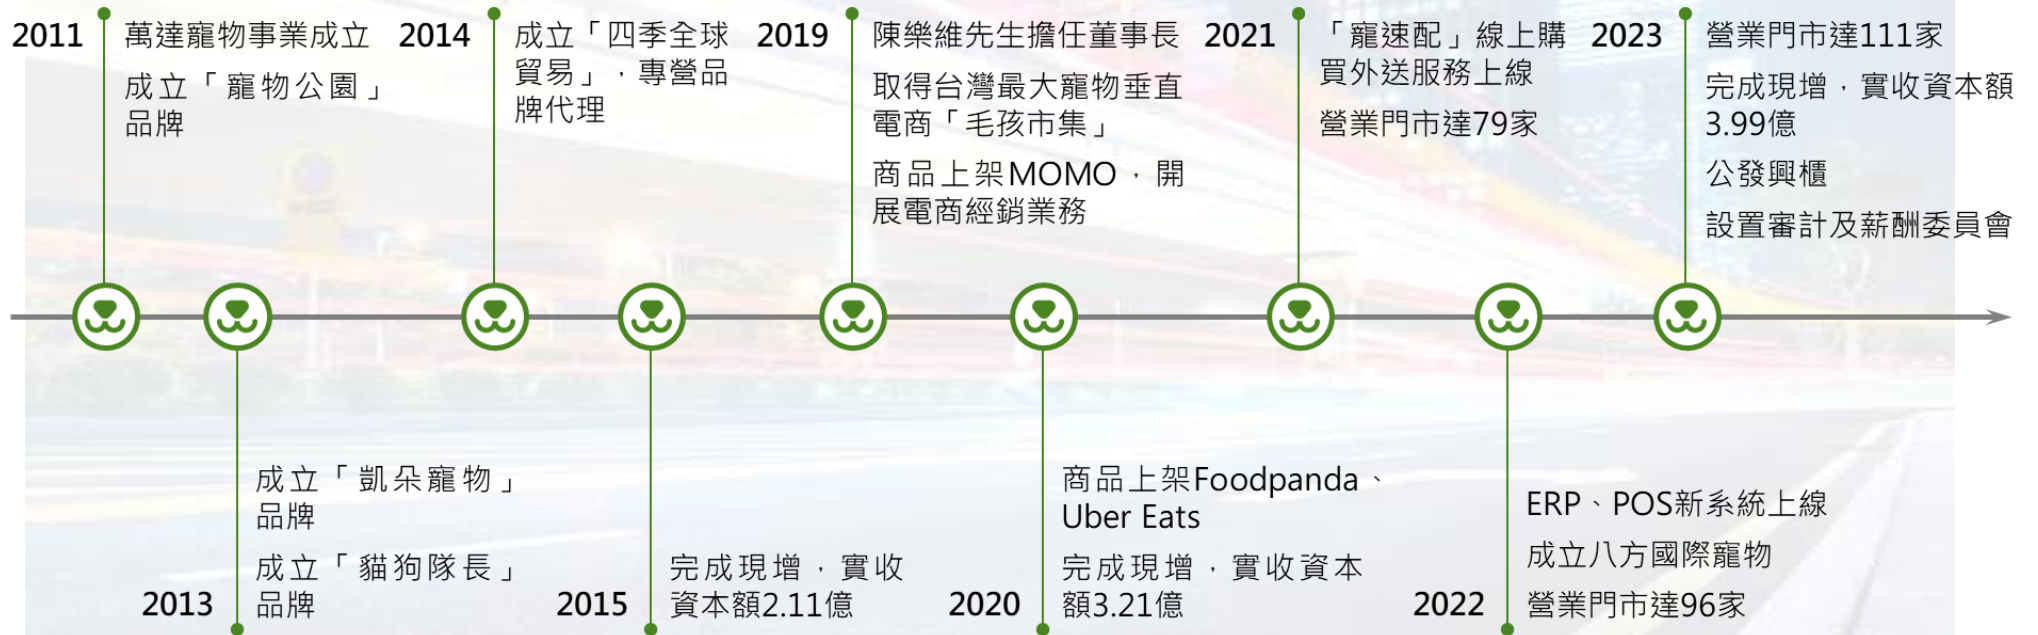 2011
萬達寵物事業成立
成立「寵物公園」
品牌
2014
成立「四季全球
貿易」，專營品
牌代理
2019
陳樂維先生擔任董事長
取得台灣最大寵物垂直
電商「毛孩市集」
商品上架MOMO，開
展電商經銷業務
2021
「寵速配」線上購
買外送服務上線
營業門市達79家
2023
營業門市達111家
完成現增，實收資本額
3.99億
公發興櫃
設置審計及薪酬委員會
2013
成立「凱朵寵物」
品牌
成立「貓狗隊長」
品牌
2015
完成現增，實收
資本額2.11億
2020
商品上架Foodpanda、
Uber Eats
完成現增，實收資本
額3.21億
2022
ERP、POS新系統上線
成立八方國際寵物
營業門市達96家